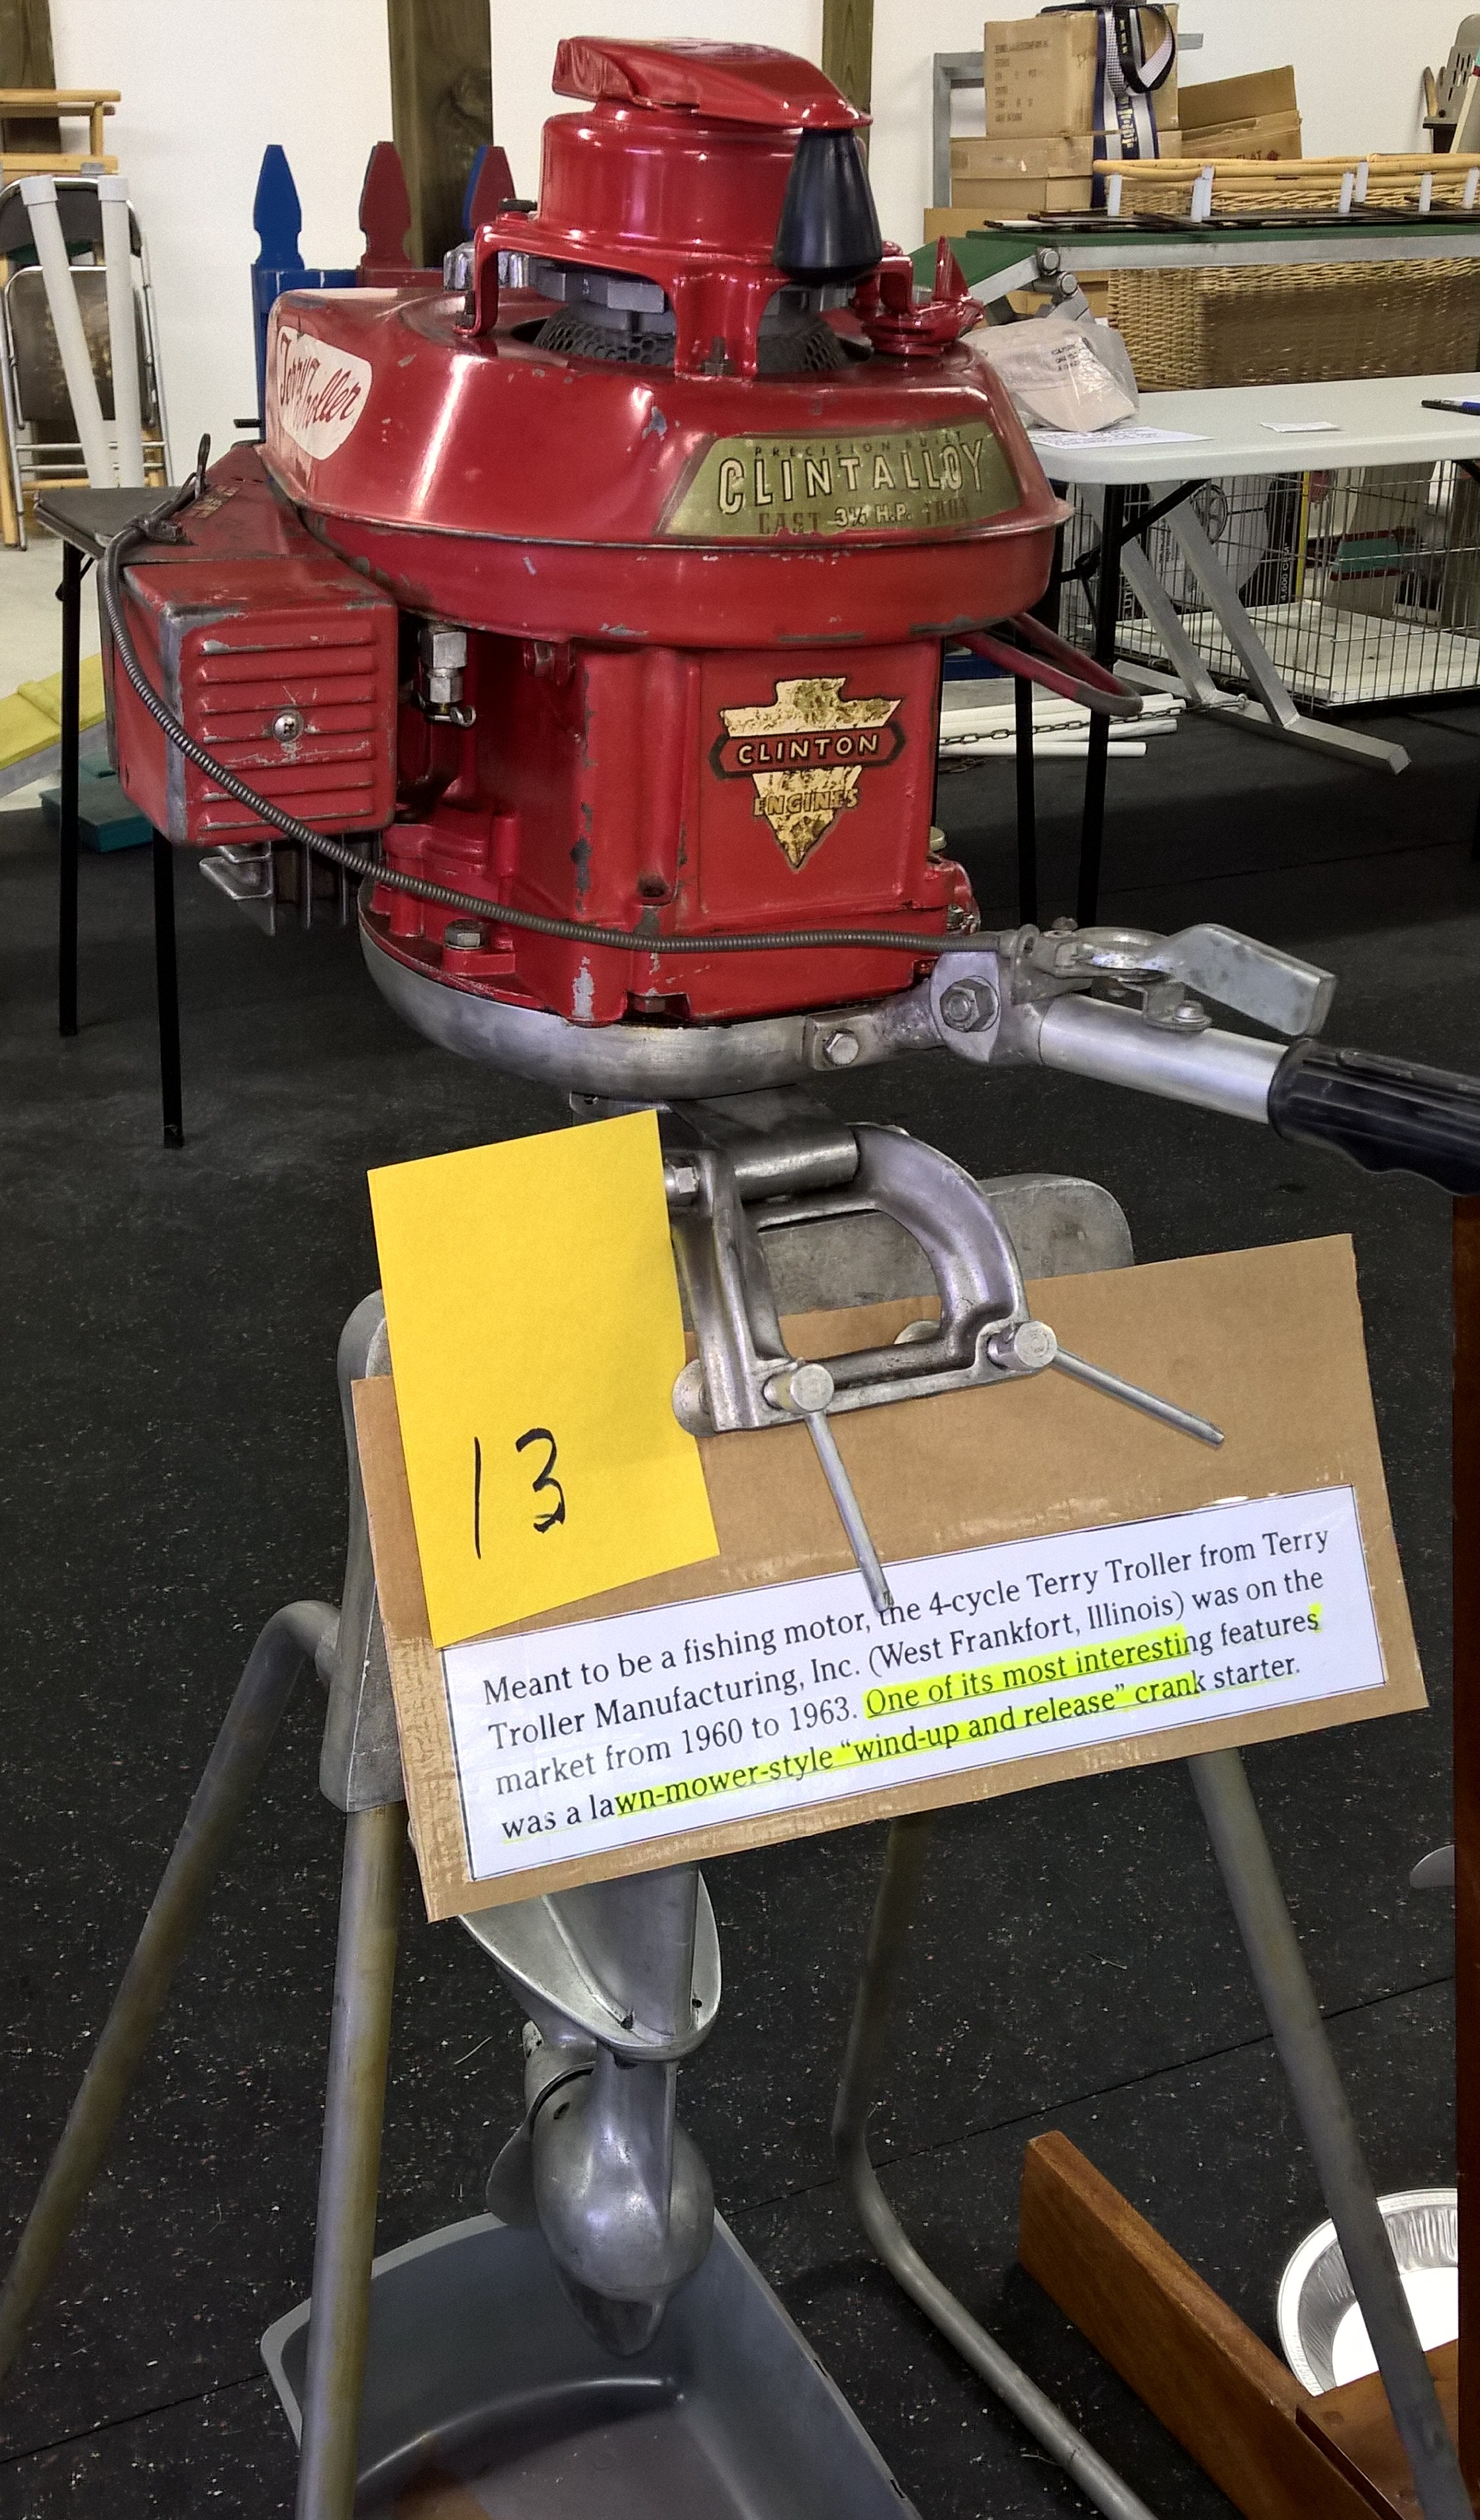 Terry Troller
PRECISION BUILT
CLINTALLOY
CAST 3½ H.P. IRON
CLINTON
ENGINES
13
Meant to be a fishing motor, the 4-cycle Terry Troller from Terry
Troller Manufacturing, Inc. (West Frankfort, Illinois) was on the
market from 1960 to 1963. One of its most interesting features
was a lawn-mower-style “wind-up and release” crank starter.